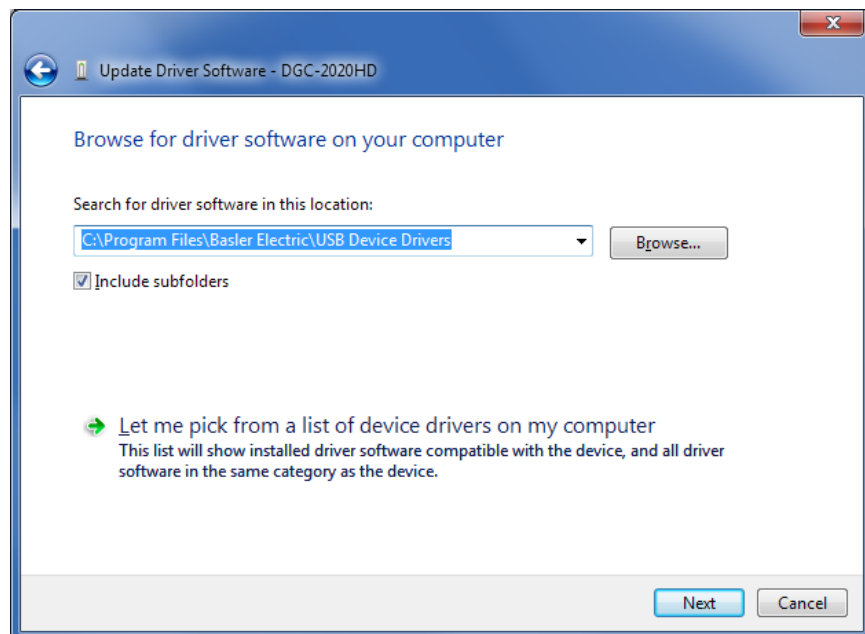 Update Driver Software - DGC-2020HD
Browse for driver software on your computer
Search for driver software in this location:
C:\Program Files\Basler Electric\USB Device Drivers
Browse...
Include subfolders
Let me pick from a list of device drivers on my computer
This list will show installed driver software compatible with the device, and all driver
software in the same category as the device.
Next
Cancel